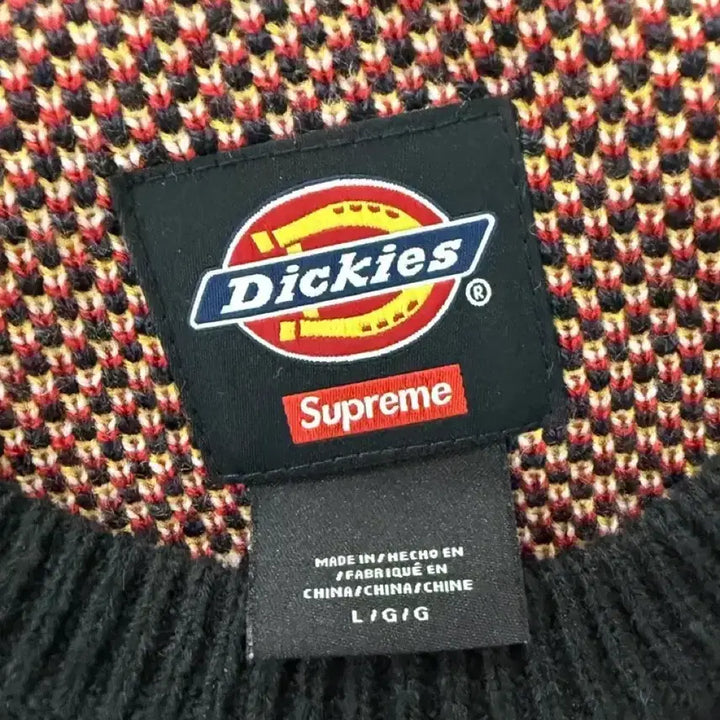 Dickies®
Supreme
MADE IN/HECHO EN
/FABRIQUÉ EN
CHINA/CHINA/CHINE
L/G/G